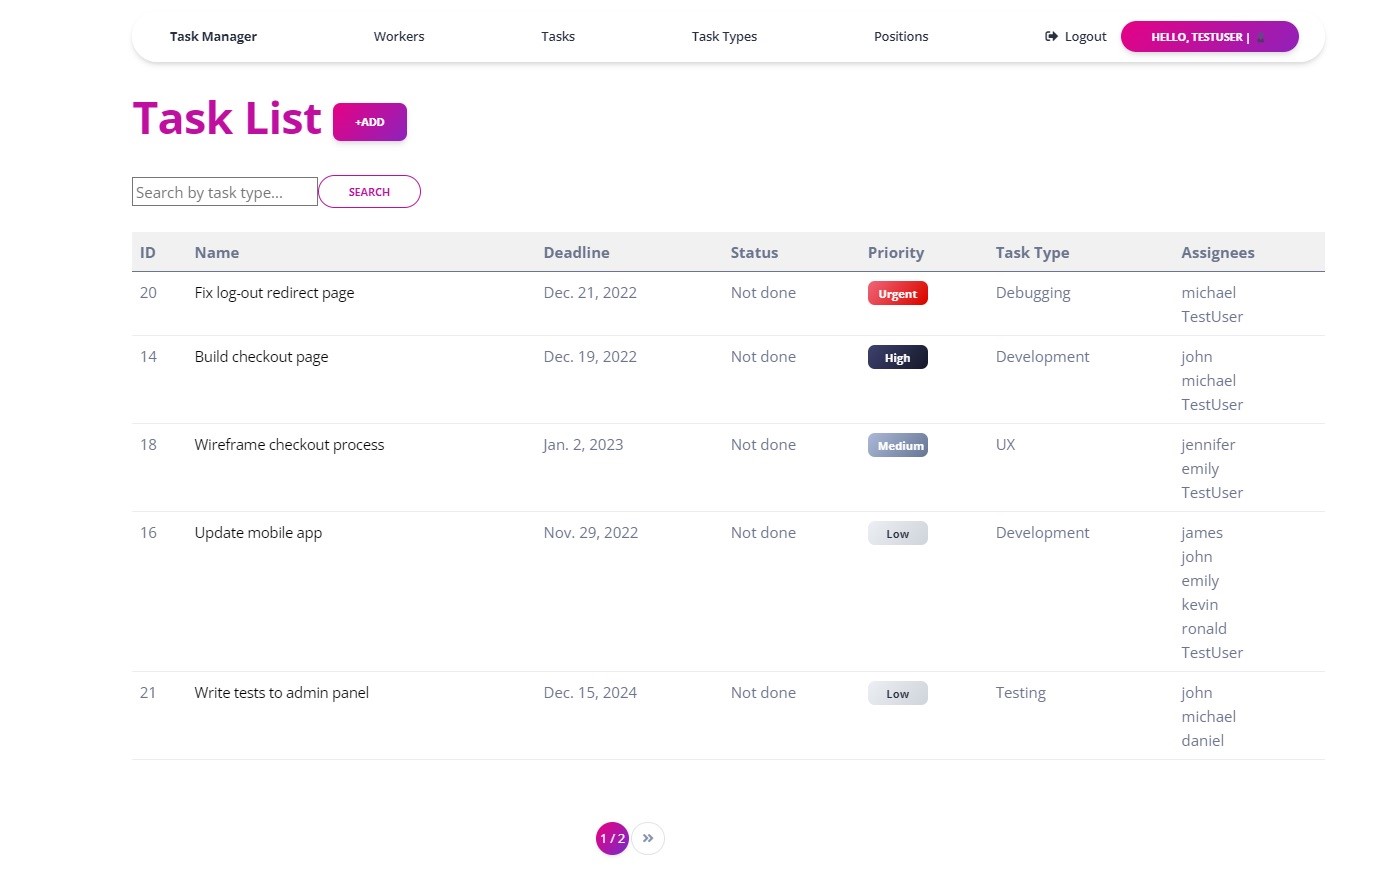 Task Manager Workers Tasks Task Types Positions Logout HELLO, TESTUSER |
Task List +ADD
Search by task type... SEARCH
ID Name Deadline Status Priority Task Type Assignees
20 Fix log-out redirect page Dec. 21, 2022 Not done Urgent Debugging michael
TestUser
14 Build checkout page Dec. 19, 2022 Not done High Development john
michael
TestUser
18 Wireframe checkout process Jan. 2, 2023 Not done Medium UX jennifer
emily
TestUser
16 Update mobile app Nov. 29, 2022 Not done Low Development james
john
emily
kevin
ronald
TestUser
21 Write tests to admin panel Dec. 15, 2024 Not done Low Testing john
michael
daniel
1 / 2 »